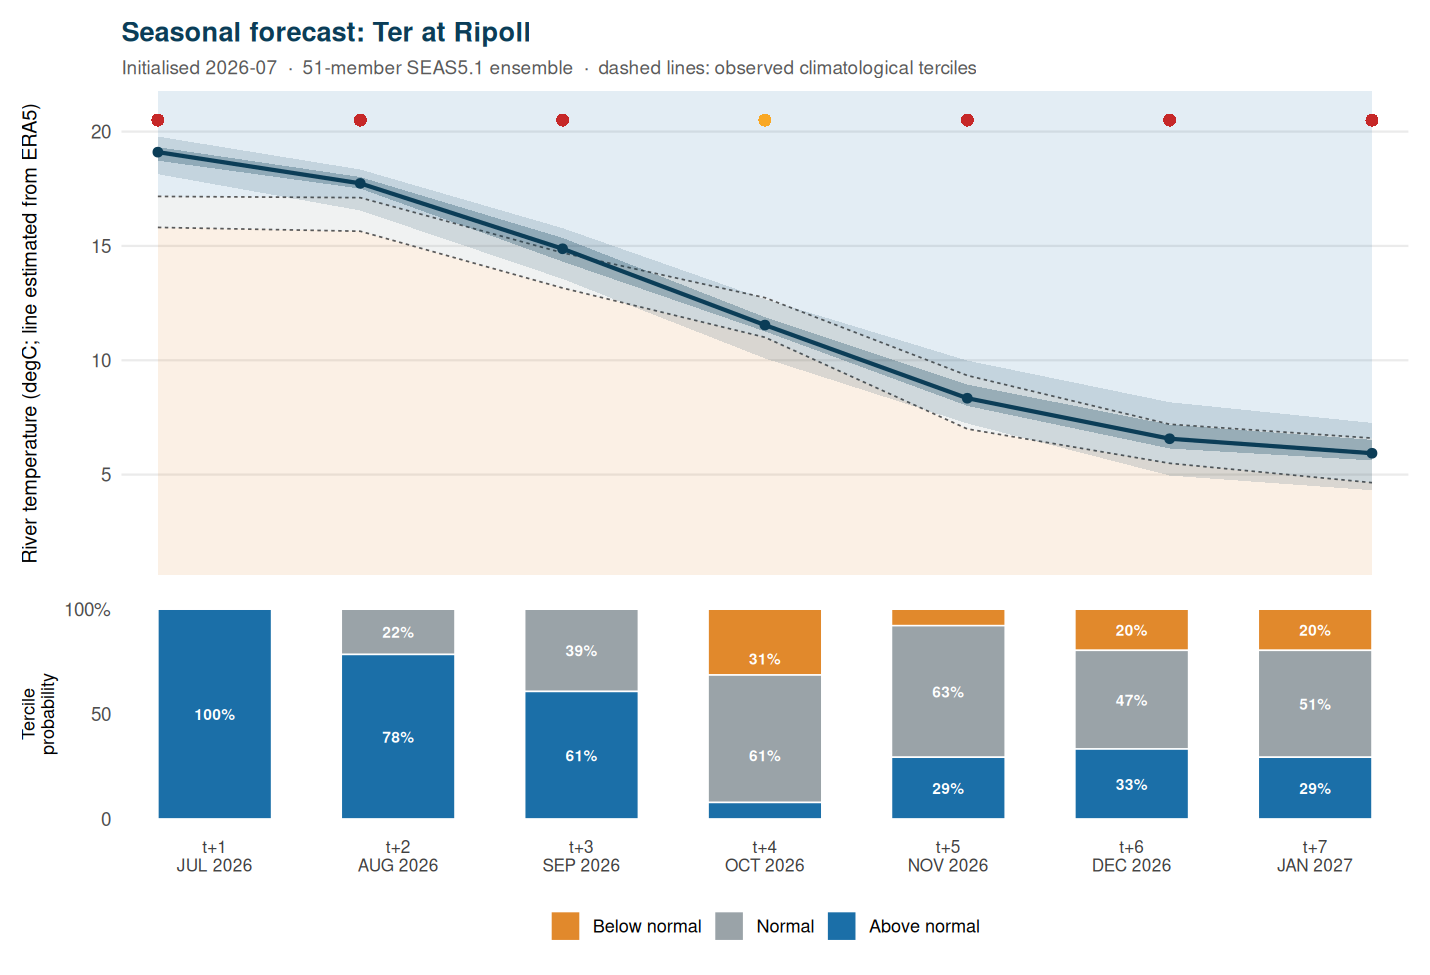 Seasonal forecast: Ter at Ripoll
Initialised 2026-07 · 51-member SEAS5.1 ensemble · dashed lines: observed climatological terciles
River temperature (degC; line estimated from ERA5)
20
15
10
5
Tercile
probability
100%
50
0
100%
22%
78%
39%
61%
31%
61%
63%
29%
20%
47%
33%
20%
51%
29%
t+1
JUL 2026
t+2
AUG 2026
t+3
SEP 2026
t+4
OCT 2026
t+5
NOV 2026
t+6
DEC 2026
t+7
JAN 2027
Below normal
Normal
Above normal